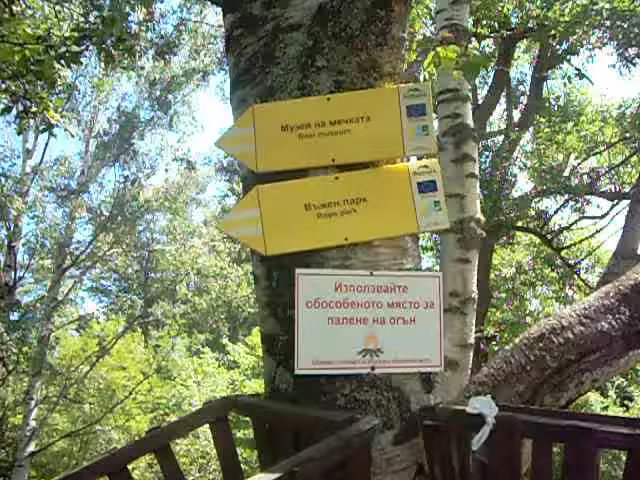 Музей на мечката
Bear museum
Въжен парк
Rope park
Използвайте
обособеното място за
палене на огън